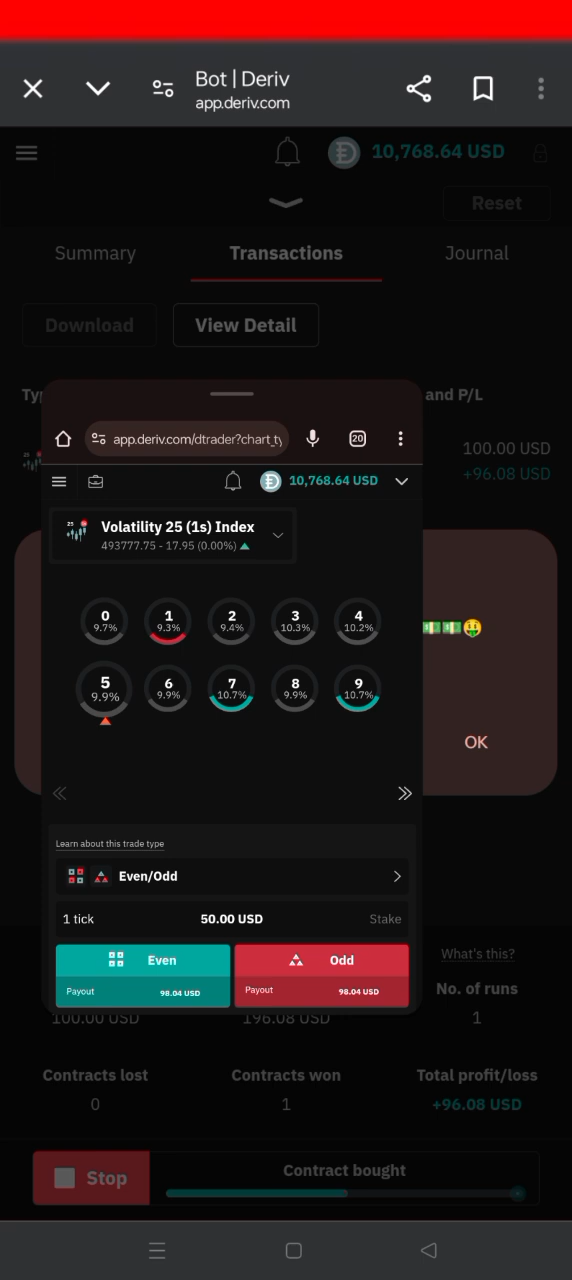 Bot | Deriv
app.deriv.com
10,768.64 USD
Reset
Summary
Transactions
Journal
Download
View Detail
and P/L
100.00 USD
+96.08 USD
20
app.deriv.com/dtrader?chart_ty
10,768.64 USD
25
Volatility 25 (1s) Index
493777.75 - 17.95 (0.00%)
0
9.7%
1
9.3%
2
9.4%
3
10.3%
4
10.2%
5
9.9%
6
9.9%
7
10.7%
8
9.9%
9
10.7%
OK
Learn about this trade type
Even/Odd
1 tick
50.00 USD
Stake
Even
Odd
Payout
98.04 USD
Payout
98.04 USD
What's this?
No. of runs
100.00 USD
196.08 USD
1
Contracts lost
Contracts won
Total profit/loss
0
1
+96.08 USD
Stop
Contract bought